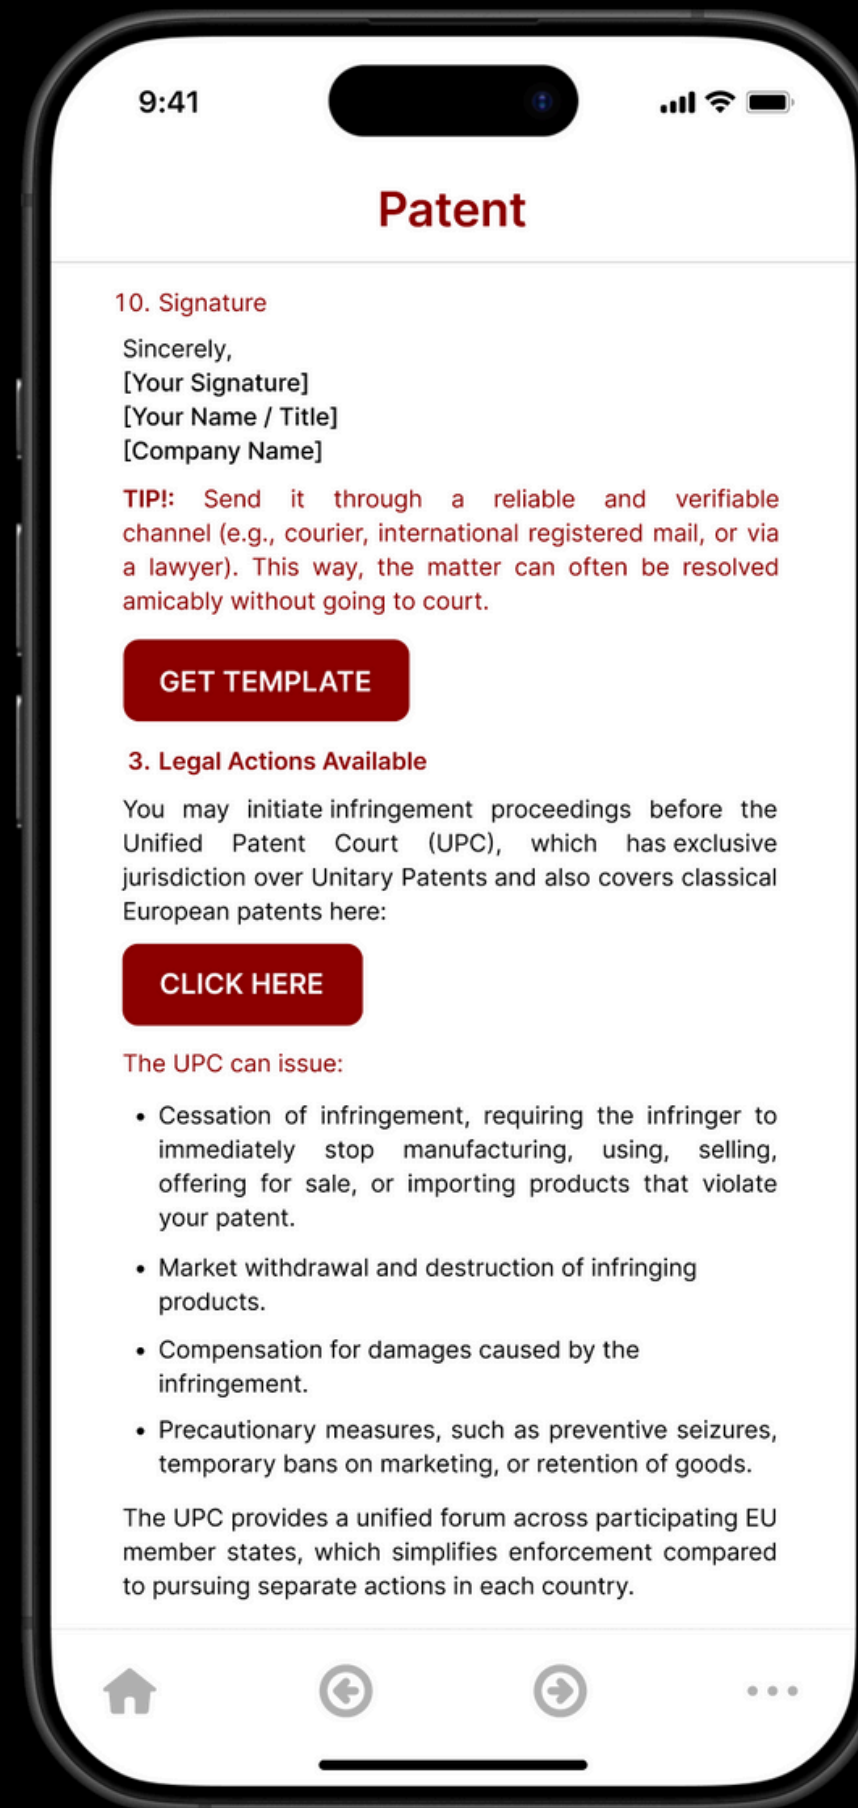 9:41
Patent
10. Signature
Sincerely,
[Your Signature]
[Your Name / Title]
[Company Name]
TIP!: Send it through a reliable and verifiable
channel (e.g., courier, international registered mail, or via
a lawyer). This way, the matter can often be resolved
amicably without going to court.
GET TEMPLATE
3. Legal Actions Available
You may initiate infringement proceedings before the
Unified Patent Court (UPC), which has exclusive
jurisdiction over Unitary Patents and also covers classical
European patents here:
CLICK HERE
The UPC can issue:
• Cessation of infringement, requiring the infringer to
immediately stop manufacturing, using, selling,
offering for sale, or importing products that violate
your patent.
• Market withdrawal and destruction of infringing
products.
• Compensation for damages caused by the
infringement.
• Precautionary measures, such as preventive seizures,
temporary bans on marketing, or retention of goods.
The UPC provides a unified forum across participating EU
member states, which simplifies enforcement compared
to pursuing separate actions in each country.